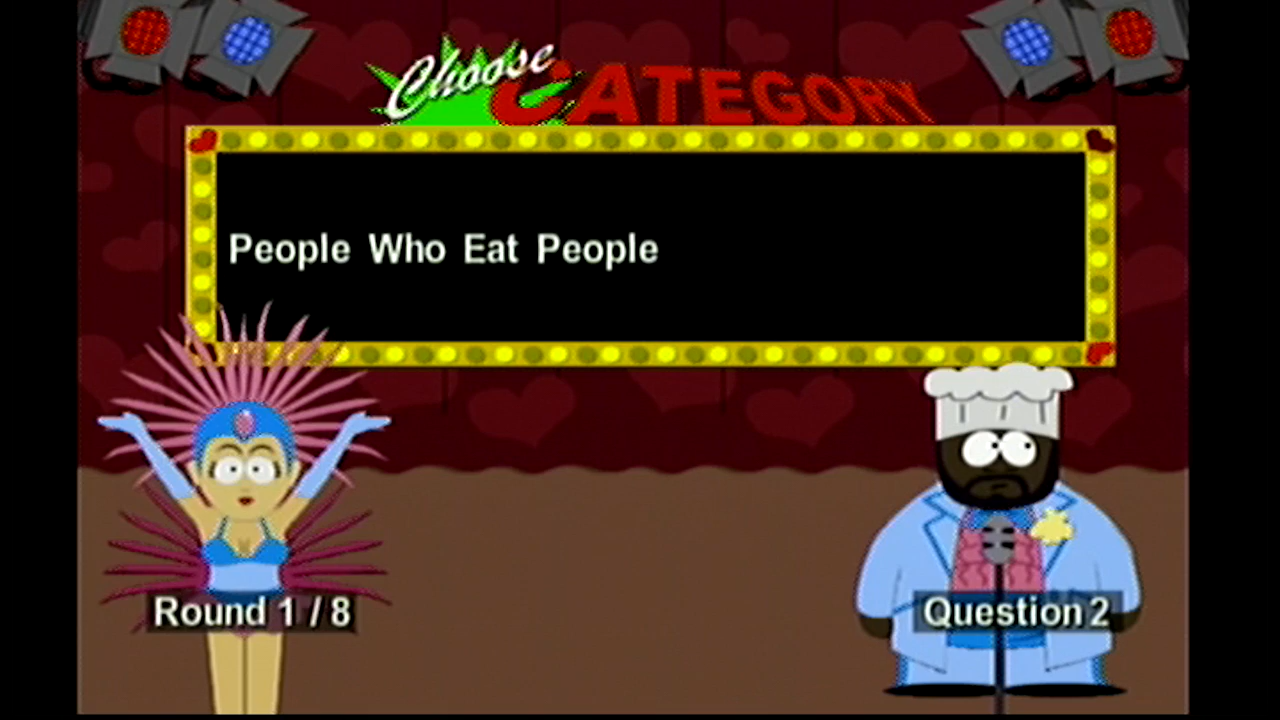 Choose
CATEGORY
People Who Eat People
Round 1 / 8
Question 2